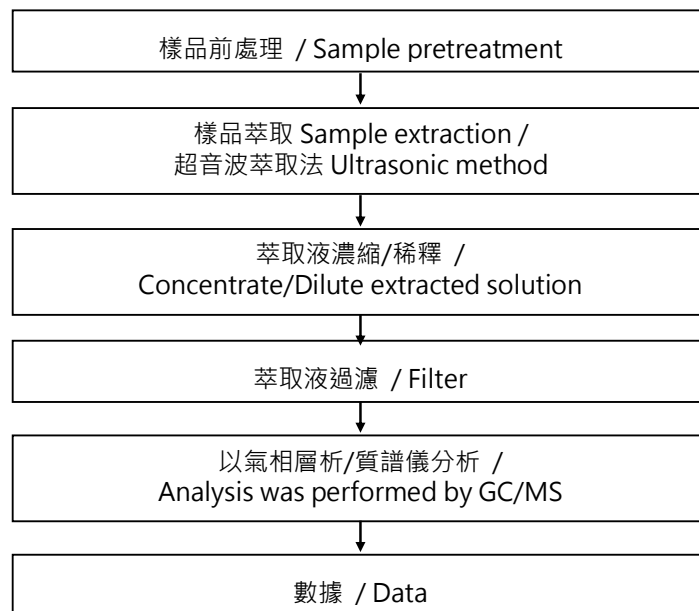 樣品前處理 / Sample pretreatment
樣品萃取 Sample extraction /
超音波萃取法 Ultrasonic method
萃取液濃縮/稀釋 /
Concentrate/Dilute extracted solution
萃取液過濾 / Filter
以氣相層析/質譜儀分析 /
Analysis was performed by GC/MS
數據 / Data